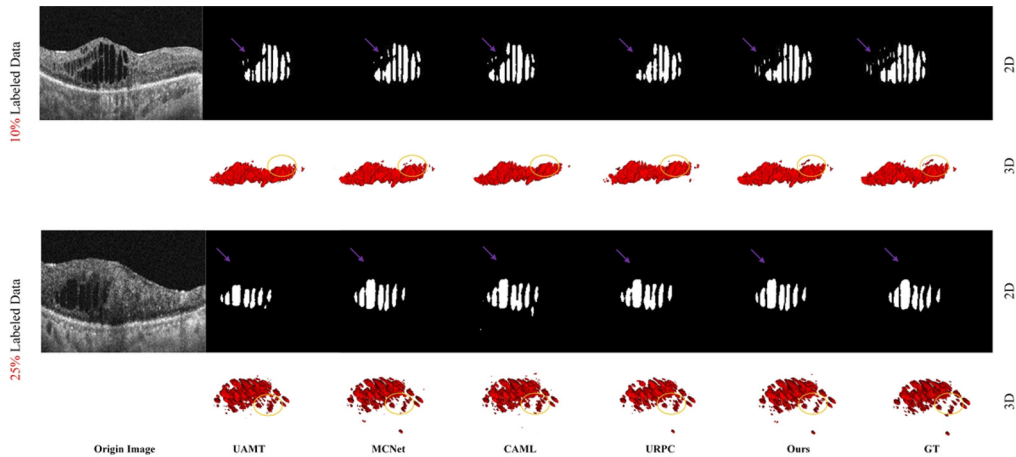 10% Labeled Data
2D
3D
25% Labeled Data
2D
3D
Origin Image
UAMT
MCNet
CAML
URPC
Ours
GT